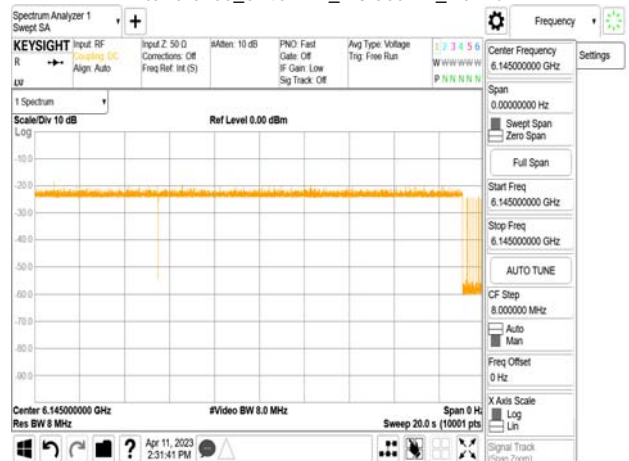 Spectrum Analyzer 1
Swept SA
Frequency
KEYSIGHT
R
Input: RF
Coupling: DC
Align: Auto
Input Z: 50 Ω
Corrections: Off
Freq Ref: Int (S)
#Atten: 10 dB
PNO: Fast
Gate: Off
IF Gain: Low
Sig Track: Off
Avg Type: Voltage
Trig: Free Run
1 2 3 4 5 6
W W W W W W
P N N N N N
Center Frequency
6.145000000 GHz
Settings
Span
0.00000000 Hz
Swept Span
Zero Span
Full Span
Start Freq
6.145000000 GHz
Stop Freq
6.145000000 GHz
AUTO TUNE
CF Step
8.000000 MHz
Auto
Man
Freq Offset
0 Hz
X Axis Scale
Log
Lin
Signal Track
(Span Zoom)
1 Spectrum
Scale/Div 10 dB
Ref Level 0.00 dBm
Log
-10.0
-20.0
-30.0
-40.0
-50.0
-60.0
-70.0
-80.0
-90.0
Center 6.145000000 GHz
#Video BW 8.0 MHz
Span 0 Hz
Res BW 8 MHz
Sweep 20.0 s (10001 pts
?
Apr 11, 2023
2:31:41 PM